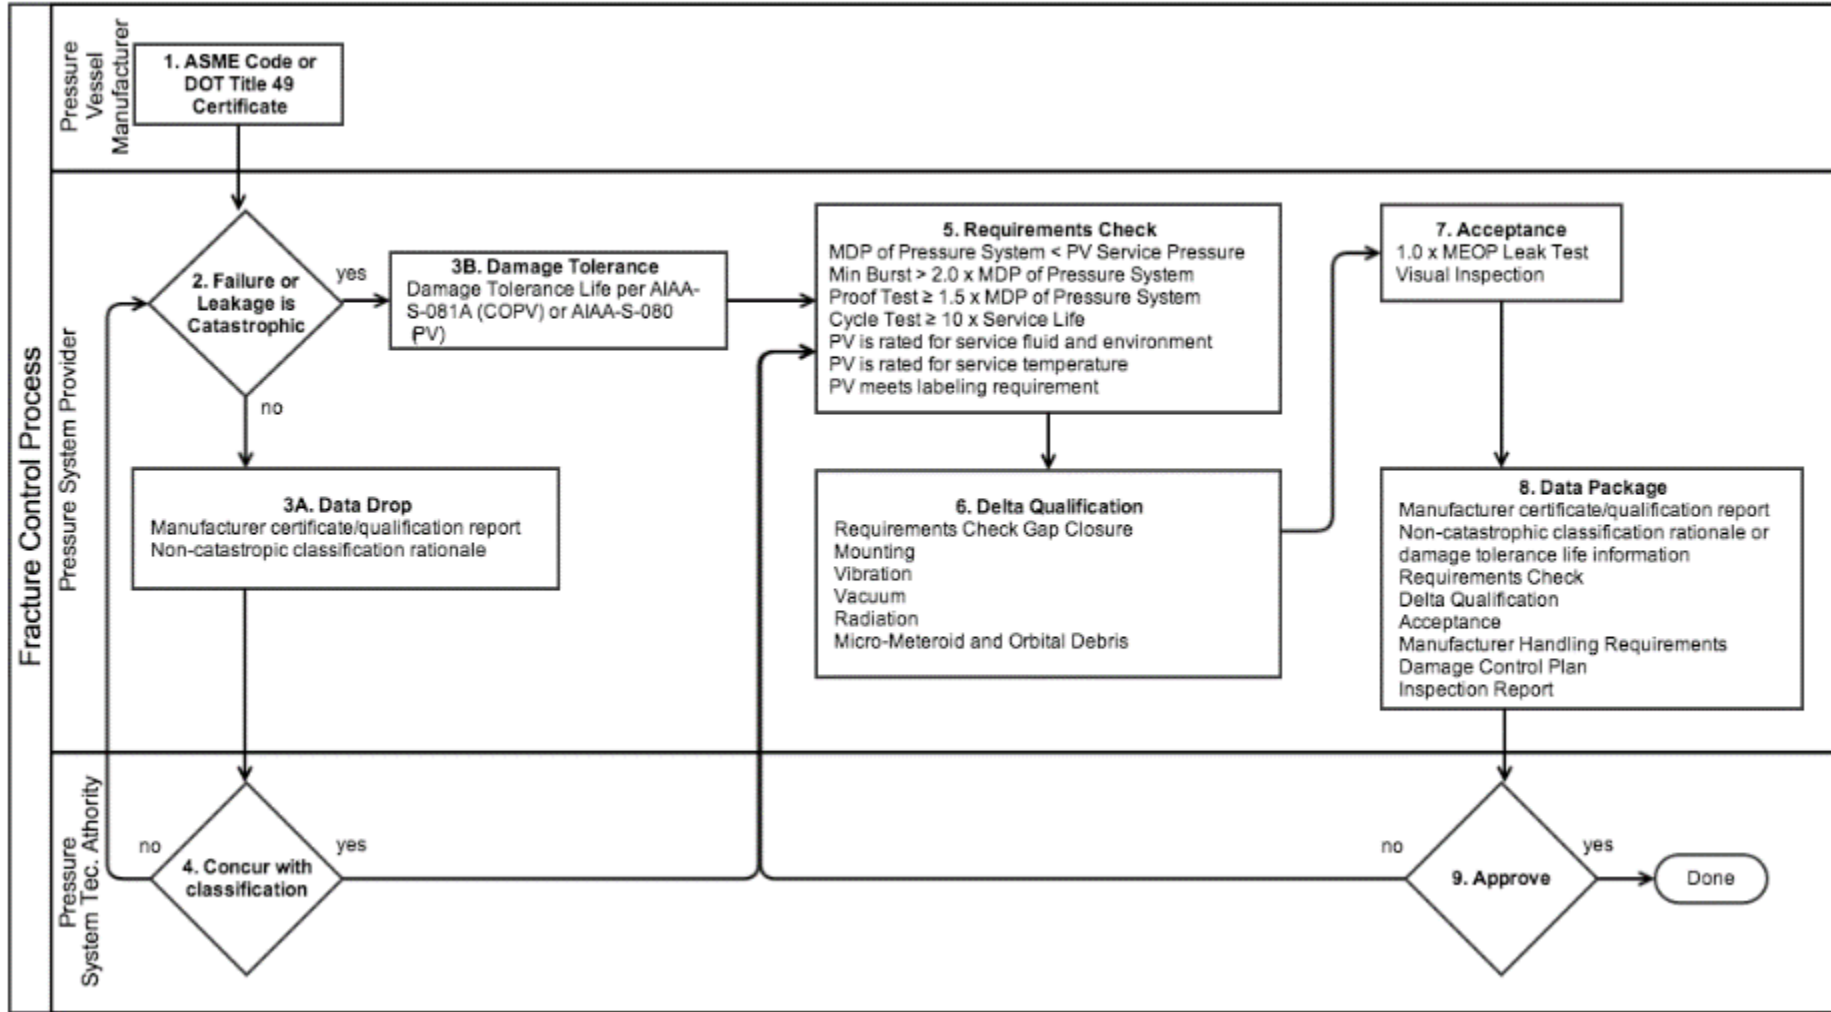 Fracture Control Process
Pressure
Vessel
Manufacturer
1. ASME Code or
DOT Title 49
Certificate
Pressure System Provider
2. Failure or
Leakage is
Catastrophic
yes
no
3B. Damage Tolerance
Damage Tolerance Life per AIAA-
S-081A (COPV) or AIAA-S-080
(PV)
3A. Data Drop
Manufacturer certificate/qualification report
Non-catastropic classification rationale
5. Requirements Check
MDP of Pressure System < PV Service Pressure
Min Burst > 2.0 x MDP of Pressure System
Proof Test ≥ 1.5 x MDP of Pressure System
Cycle Test ≥ 10 x Service Life
PV is rated for service fluid and environment
PV is rated for service temperature
PV meets labeling requirement
6. Delta Qualification
Requirements Check Gap Closure
Mounting
Vibration
Vacuum
Radiation
Micro-Meteroid and Orbital Debris
7. Acceptance
1.0 x MEOP Leak Test
Visual Inspection
8. Data Package
Manufacturer certificate/qualification report
Non-catastrophic classification rationale or
damage tolerance life information
Requirements Check
Delta Qualification
Acceptance
Manufacturer Handling Requirements
Damage Control Plan
Inspection Report
Pressure
System Tec. Athority
no
4. Concur with
classification
yes
no
9. Approve
yes
Done